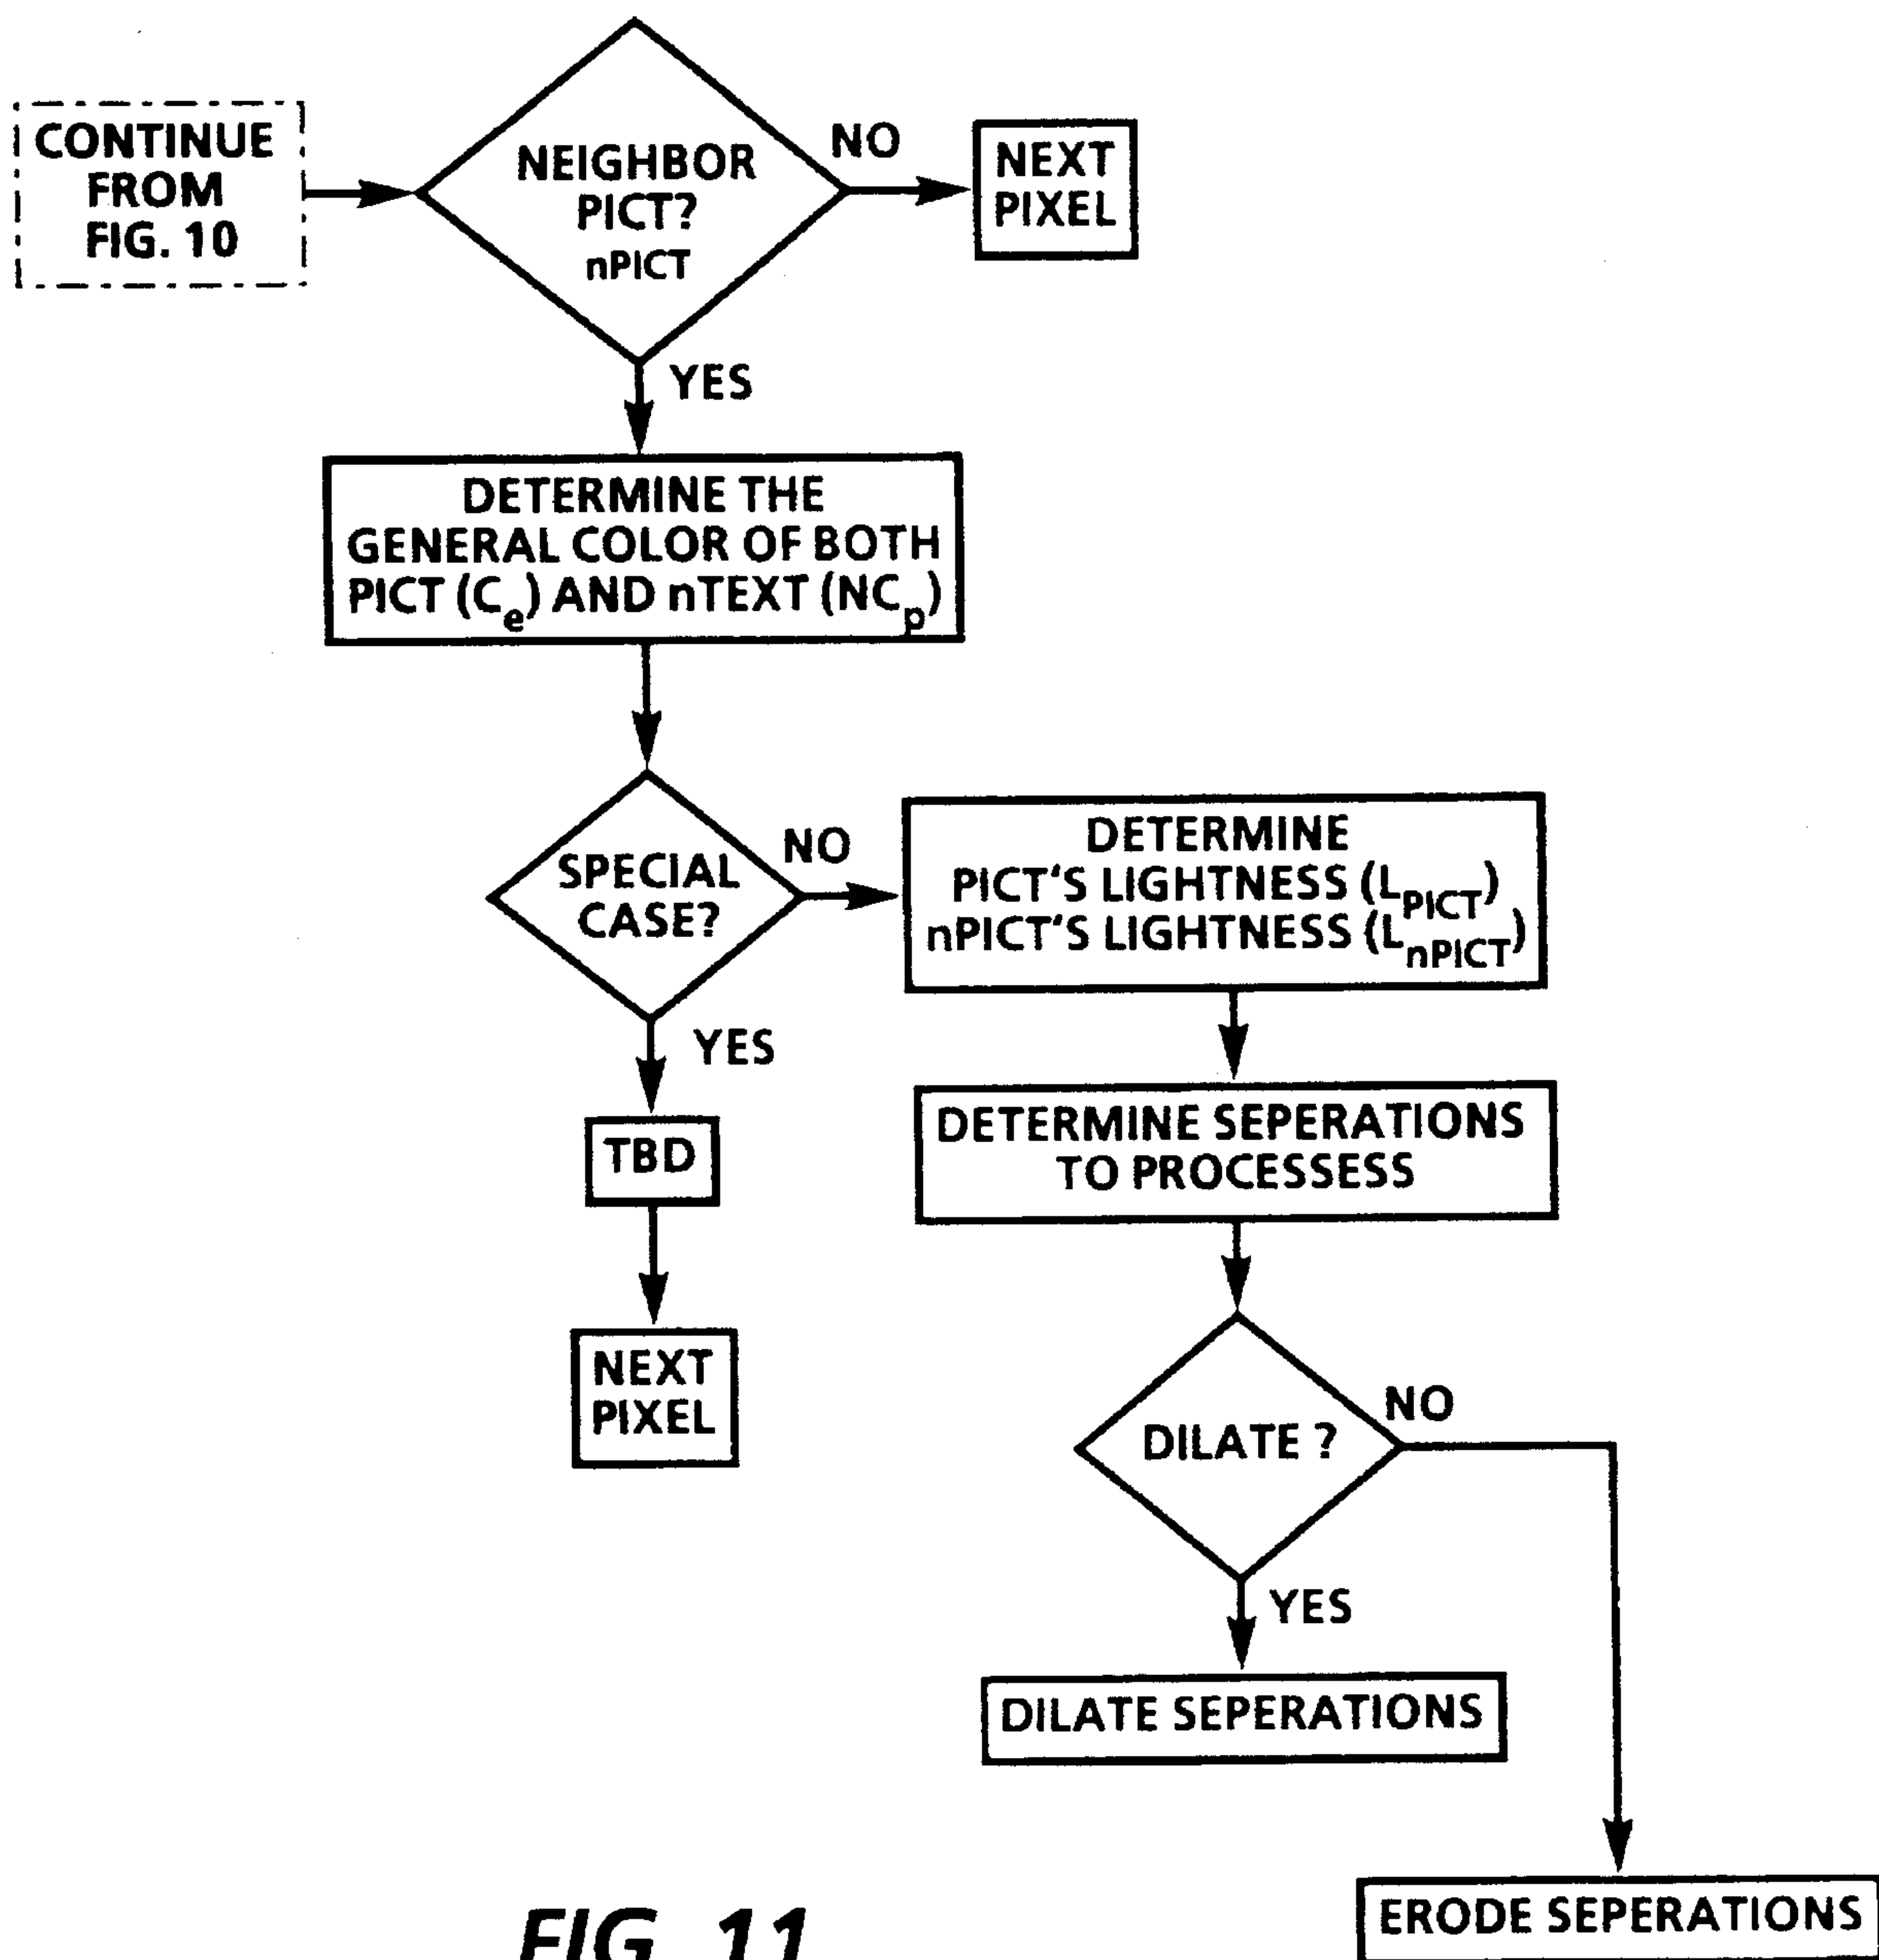 CONTINUE
FROM
FIG. 10
NEIGHBOR
PICT?
nPICT
NO
NEXT
PIXEL
YES
DETERMINE THE
GENERAL COLOR OF BOTH
PICT (Ce) AND nTEXT (NCp)
SPECIAL
CASE?
NO
DETERMINE
PICT'S LIGHTNESS (LPICT)
nPICT'S LIGHTNESS (LnPICT)
YES
TBD
NEXT
PIXEL
DETERMINE SEPERATIONS
TO PROCESSESS
DILATE ?
NO
YES
DILATE SEPERATIONS
ERODE SEPERATIONS
FIG. 11